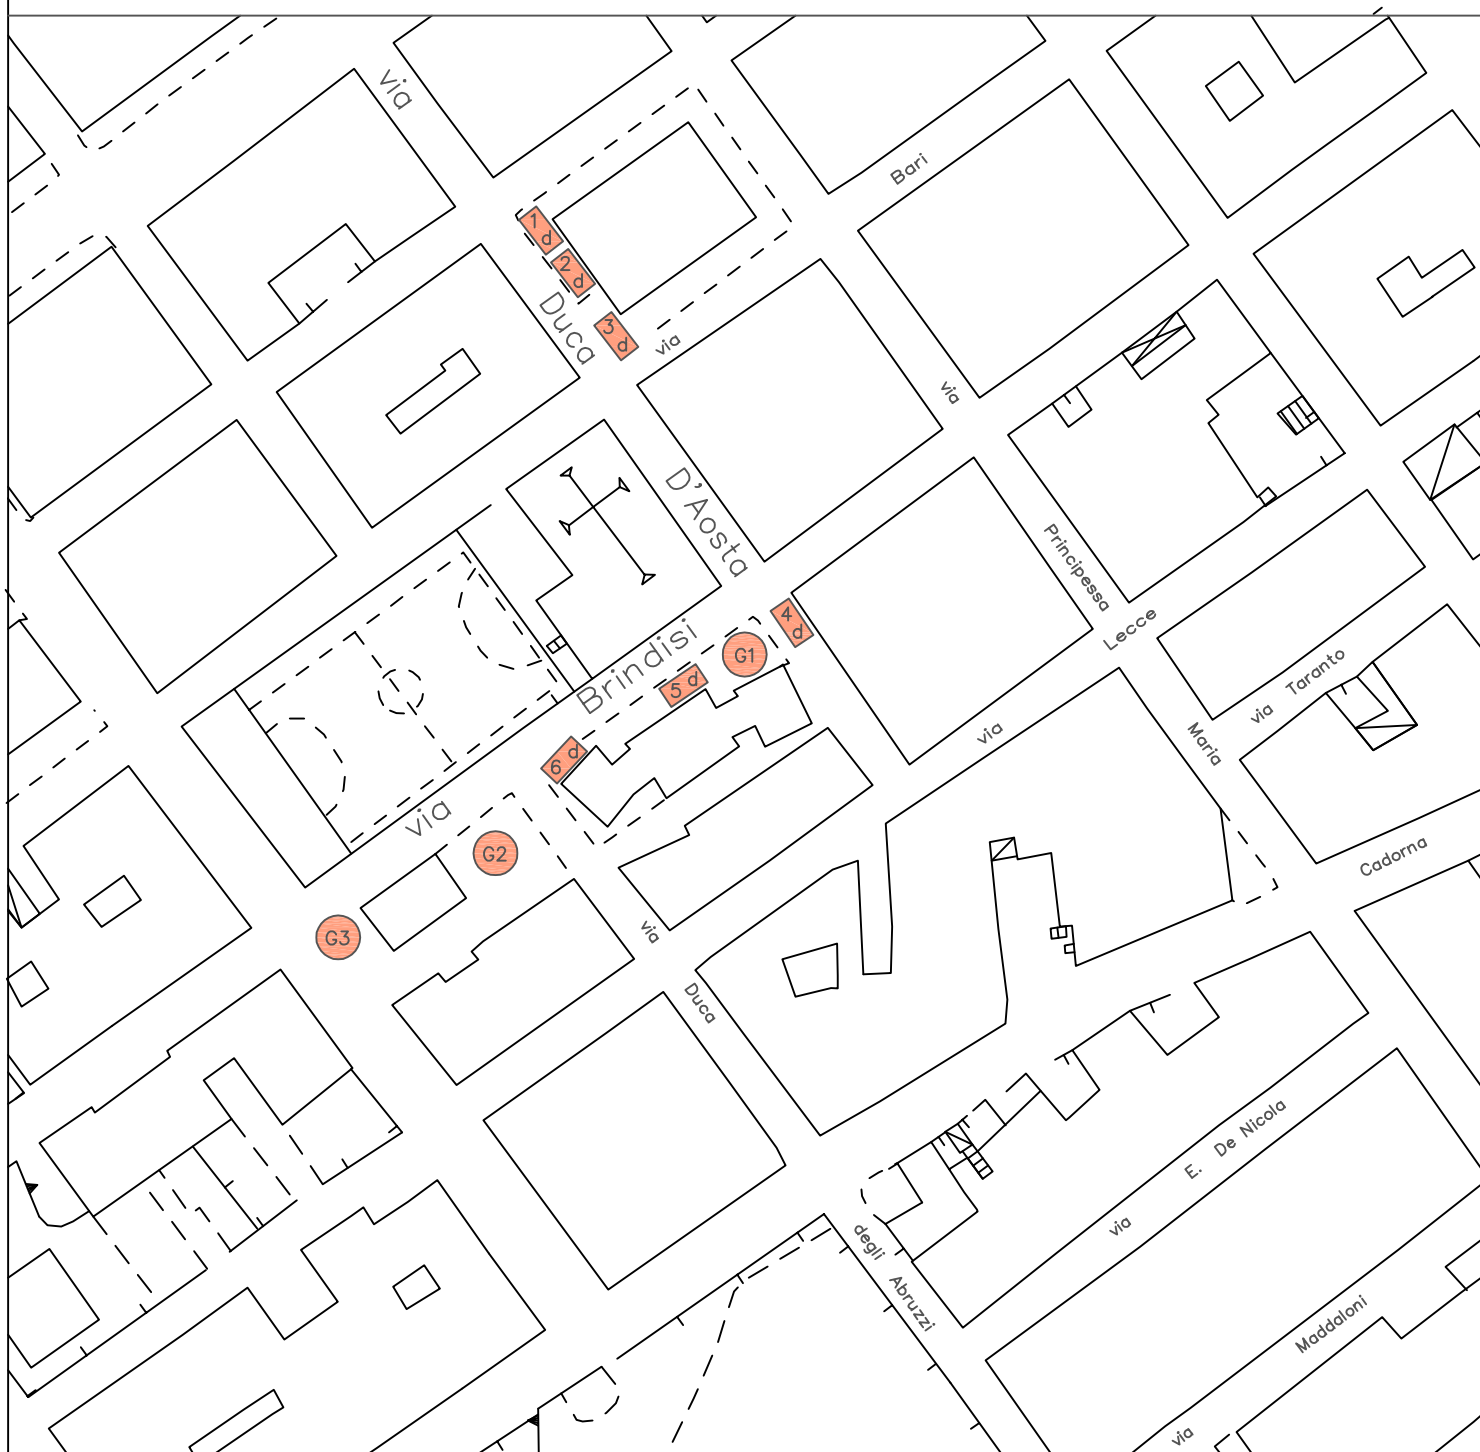 via
Duca
D'Aosta
via
Bari
1
d
2
d
3
d
via
Brindisi
4
d
G1
5 d
6 d
G2
G3
via
Principessa
Maria
via
Lecce
via
Taranto
Cadorna
via
Duca
degli
Abruzzi
via
E. De Nicola
via
Maddaloni